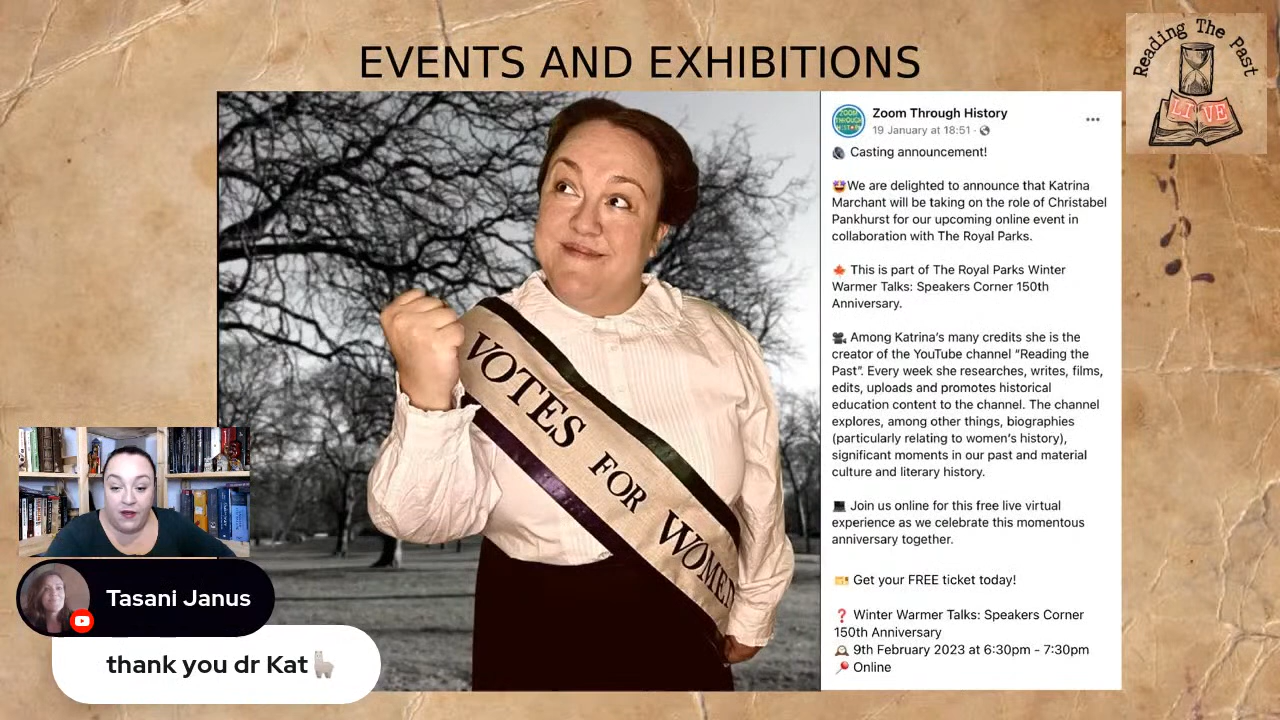 EVENTS AND EXHIBITIONS
Reading The Past
LIVE
ZOOM
THROUGH
HISTORY
Zoom Through History
19 January at 18:51 ·
Casting announcement!
We are delighted to announce that Katrina
Marchant will be taking on the role of Christabel
Pankhurst for our upcoming online event in
collaboration with The Royal Parks.
This is part of The Royal Parks Winter
Warmer Talks: Speakers Corner 150th
Anniversary.
Among Katrina's many credits she is the
creator of the YouTube channel "Reading the
Past". Every week she researches, writes, films,
edits, uploads and promotes historical
education content to the channel. The channel
explores, among other things, biographies
(particularly relating to women's history),
significant moments in our past and material
culture and literary history.
Join us online for this free live virtual
experience as we celebrate this momentous
anniversary together.
Get your FREE ticket today!
❓ Winter Warmer Talks: Speakers Corner
150th Anniversary
9th February 2023 at 6:30pm - 7:30pm
Online
VOTES FOR WOMEN
Tasani Janus
thank you dr Kat🦙